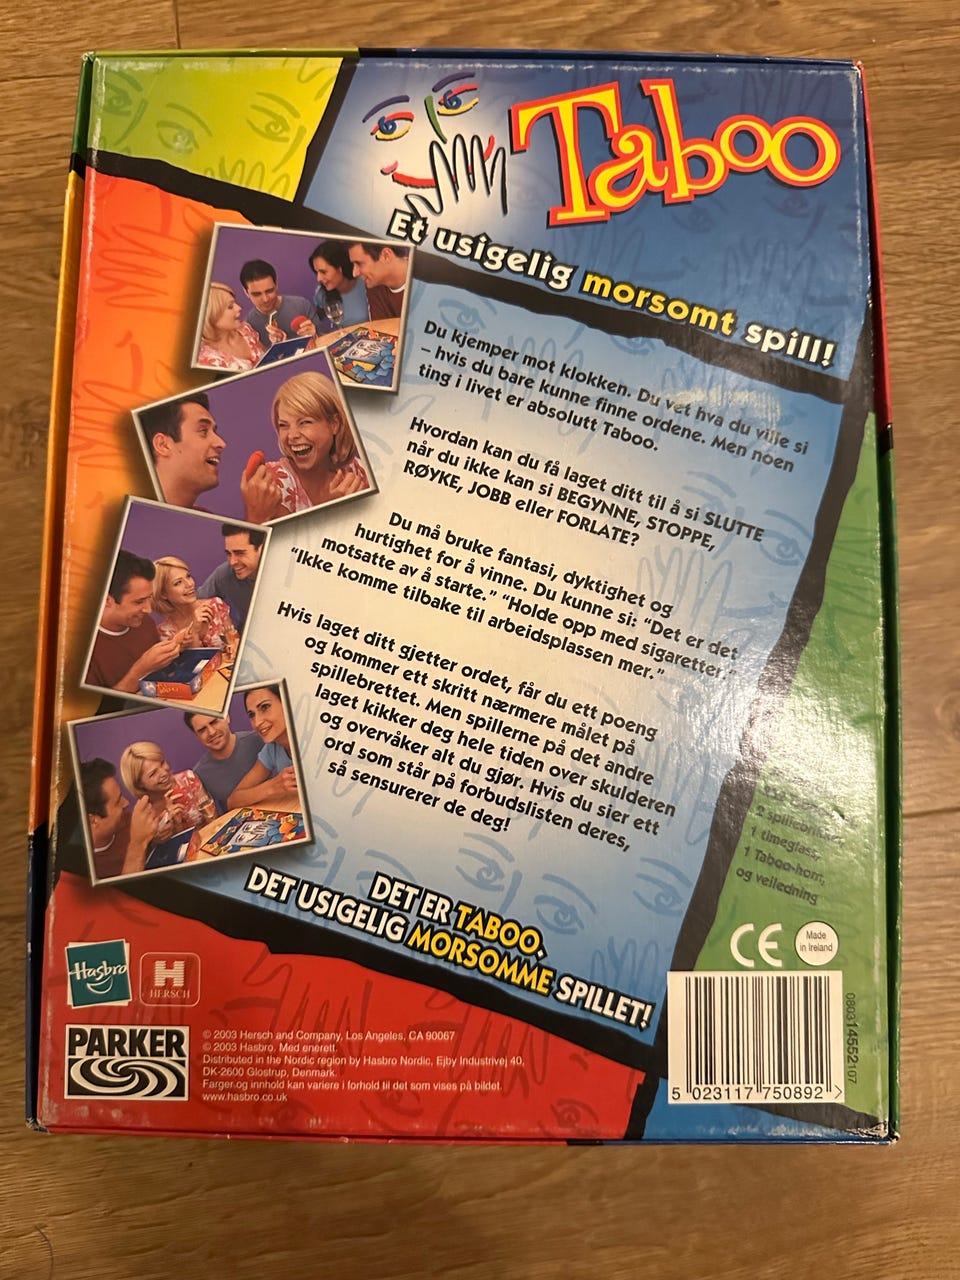 Taboo
Et usigelig morsomt spill!
Du kjemper mot klokken. Du vet hva du ville si
– hvis du bare kunne finne ordene. Men noen
ting i livet er absolutt Taboo.
Hvordan kan du få laget ditt til å si SLUTTE
når du ikke kan si BEGYNNE, STOPPE,
RØYKE, JOBB eller FORLATE?
Du må bruke fantasi, dyktighet og
hurtighet for å vinne. Du kunne si: "Det er det
motsatte av å starte." "Holde opp med sigaretter."
"Ikke komme tilbake til arbeidsplassen mer."
Hvis laget ditt gjetter ordet, får du ett poeng
og kommer ett skritt nærmere målet på
spillebrettet. Men spillerne på det andre
laget kikker deg hele tiden over skulderen
og overvåker alt du gjør. Hvis du sier ett
ord som står på forbudslisten deres,
så sensurerer de deg!
DET ER TABOO,
DET USIGELIG MORSOMME SPILLET!
2 spillebrikker,
1 timeglass,
1 Taboo-horn,
og veiledning
CE
Made
in Ireland
Hasbro
H
HERSCH
PARKER
© 2003 Hersch and Company, Los Angeles, CA 90067
© 2003 Hasbro. Med enerett.
Distributed in the Nordic region by Hasbro Nordic, Ejby Industrivej 40,
DK-2600 Glostrup, Denmark.
Farger og innhold kan variere i forhold til det som vises på bildet.
www.hasbro.co.uk
5 023117 750892 >
080314552107